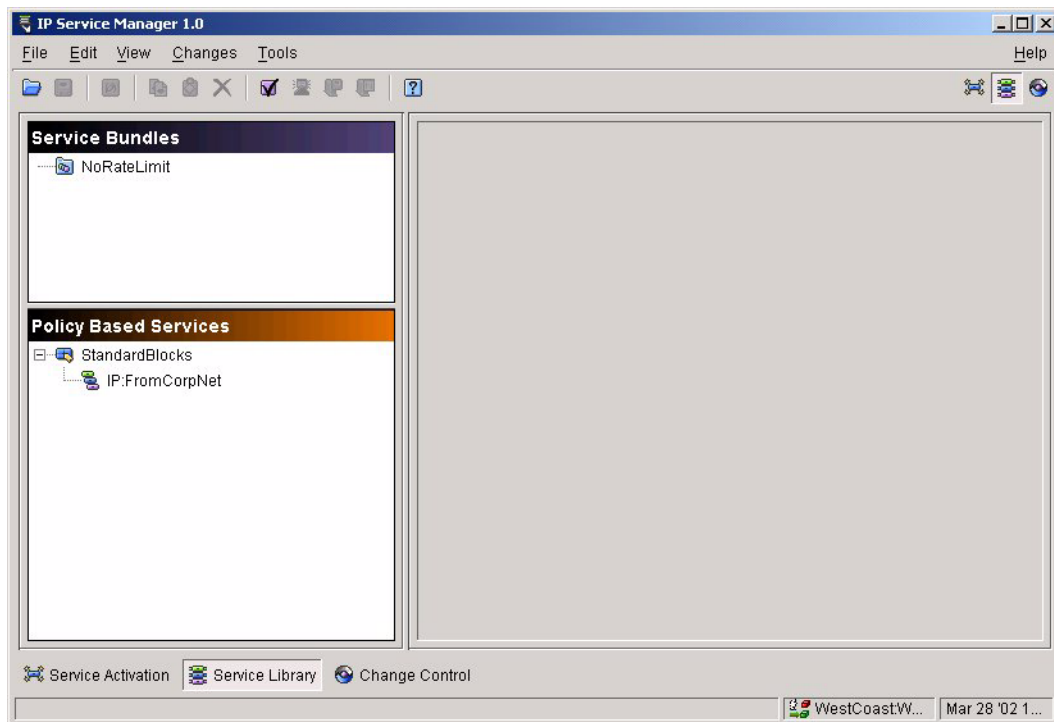 IP Service Manager 1.0
File Edit View Changes Tools Help
Service Bundles
NoRateLimit
Policy Based Services
StandardBlocks
IP:FromCorpNet
Service Activation Service Library Change Control
WestCoast:W... Mar 28 '02 1...